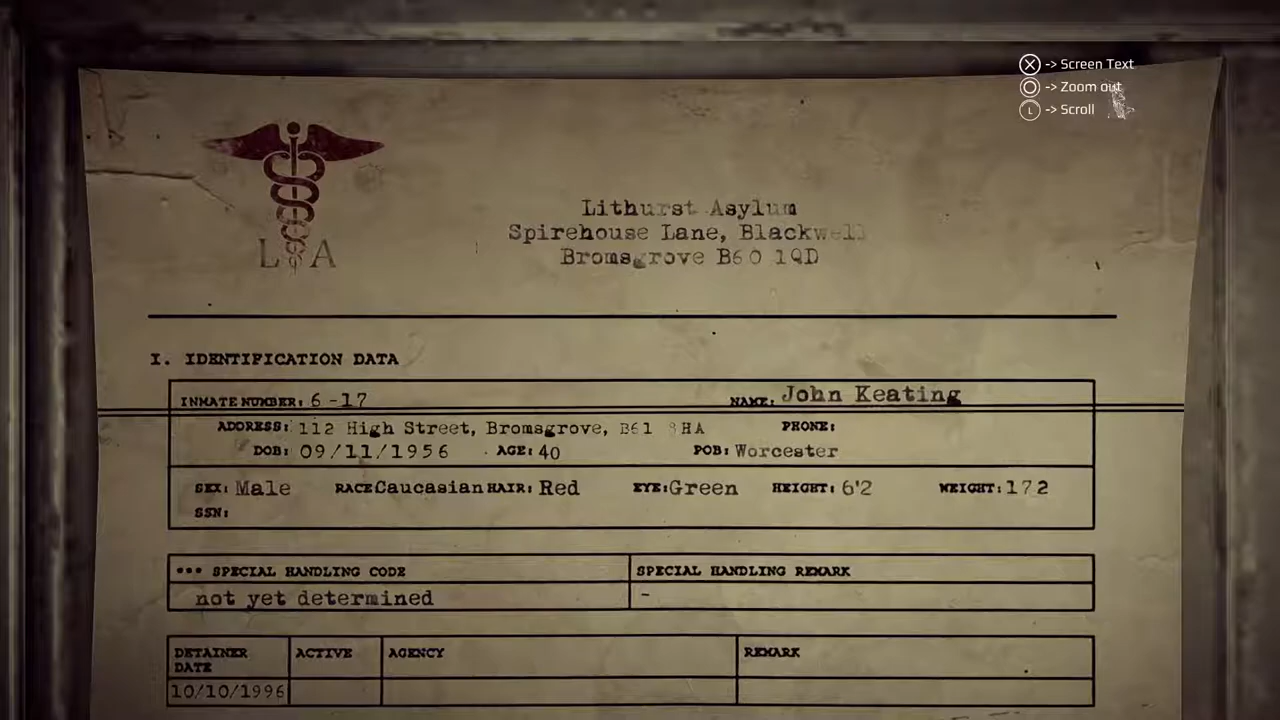 X -> Screen Text
O -> Zoom out
L -> Scroll
L A
Lithurst Asylum
Spirehouse Lane, Blackwell
Bromsgrove B60 1QD
I. IDENTIFICATION DATA
INMATE NUMBER: 6-17 NAME: John Keating
ADDRESS: 112 High Street, Bromsgrove, B61 8HA PHONE:
DOB: 09/11/1956 AGE: 40 POB: Worcester
SEX: Male RACE Caucasian HAIR: Red EYE: Green HEIGHT: 6'2 WEIGHT: 172
SSN:
*** SPECIAL HANDLING CODE SPECIAL HANDLING REMARK
not yet determined -
DETAINER DATE ACTIVE AGENCY REMARK
10/10/1996